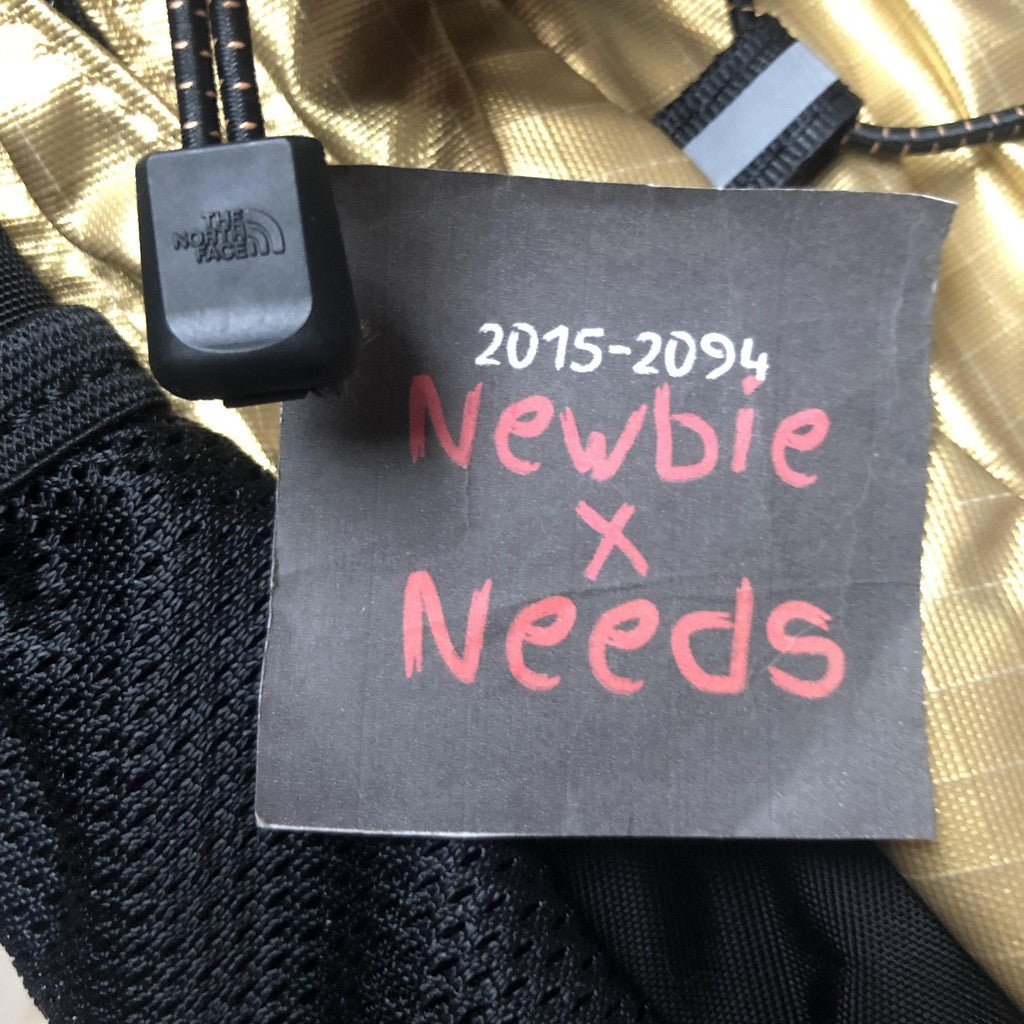 THE
NORTH
FACE
2015-2094
Newbie
x
Needs